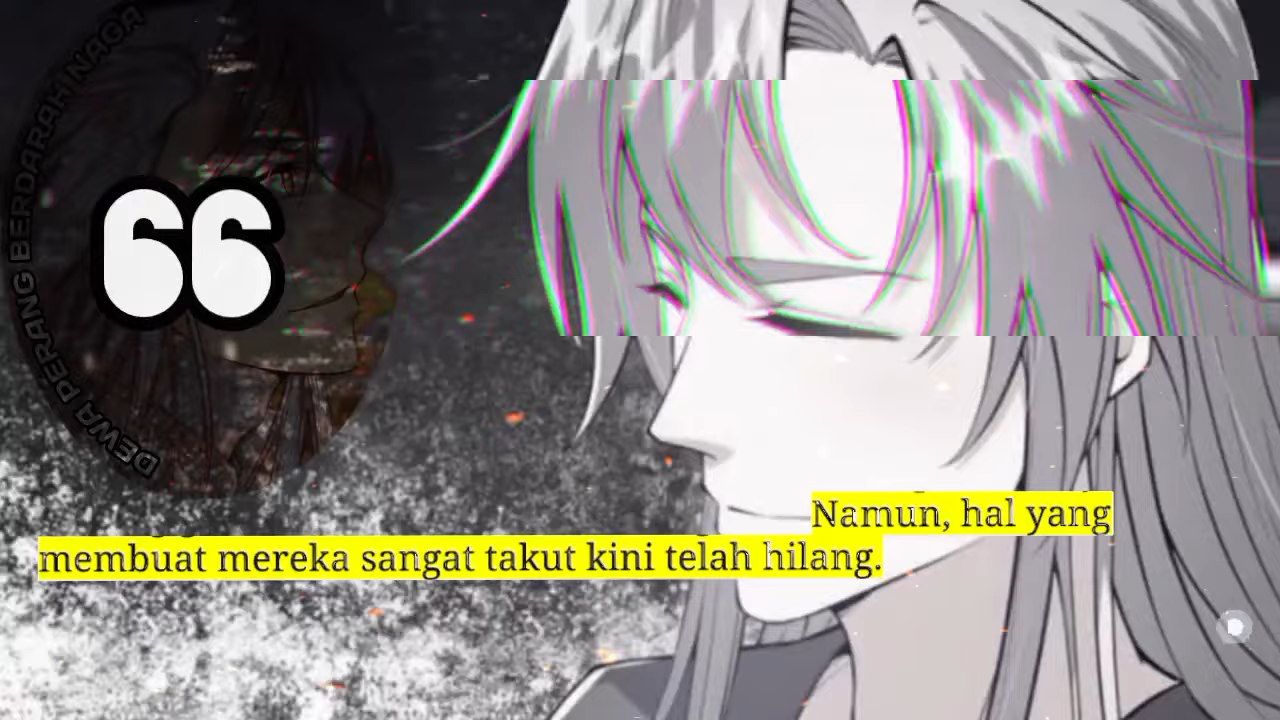 DEWA PERANG BERDARAH NAGA
66
Namun, hal yang
membuat mereka sangat takut kini telah hilang.